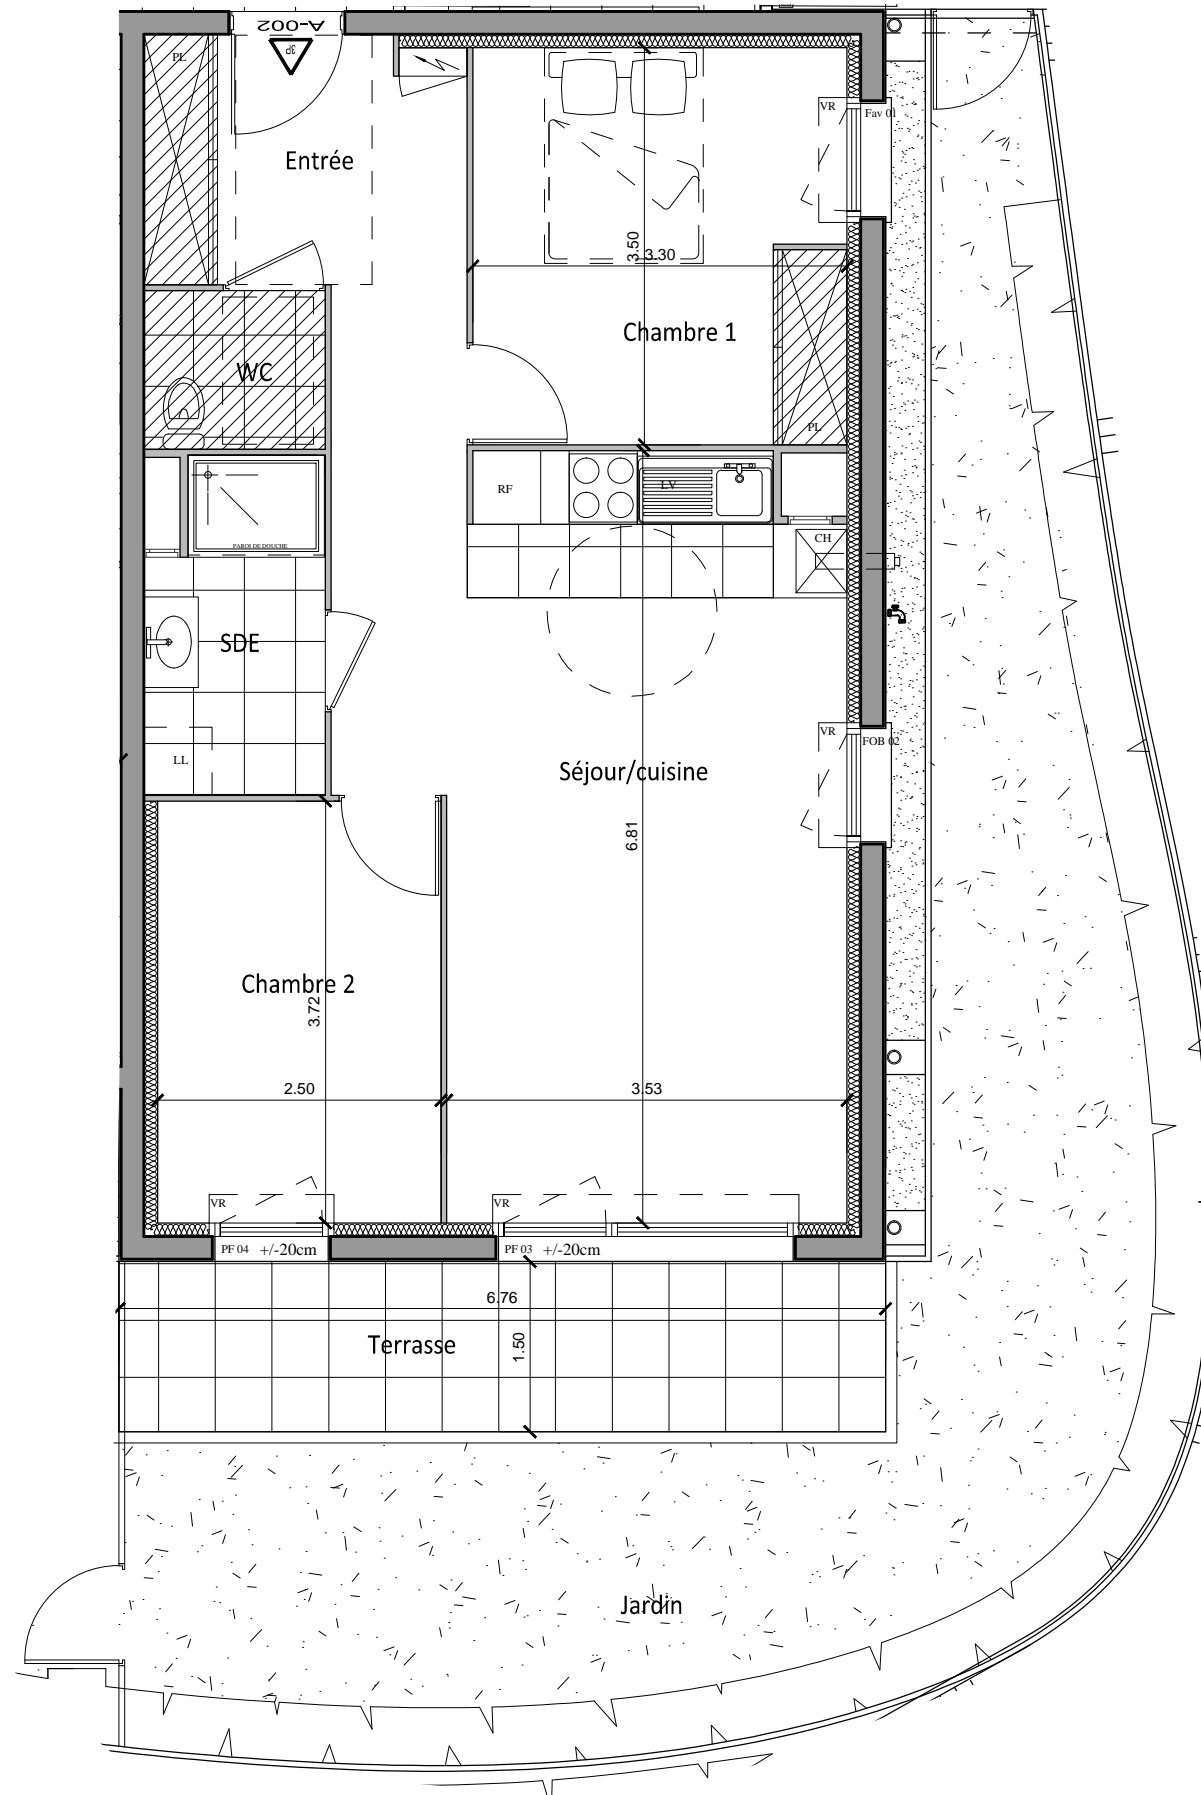 A-002
3P
PL
VR
Fav 01
Entrée
3.50
3.30
Chambre 1
WC
PL
RF
LV
CH
PAROI DE DOUCHE
SDE
VR
FOB 02
LL
Séjour/cuisine
6.81
Chambre 2
3.72
2.50
3.53
VR
VR
PF 04 +/-20cm
PF 03 +/-20cm
6.76
Terrasse
1.50
Jardin